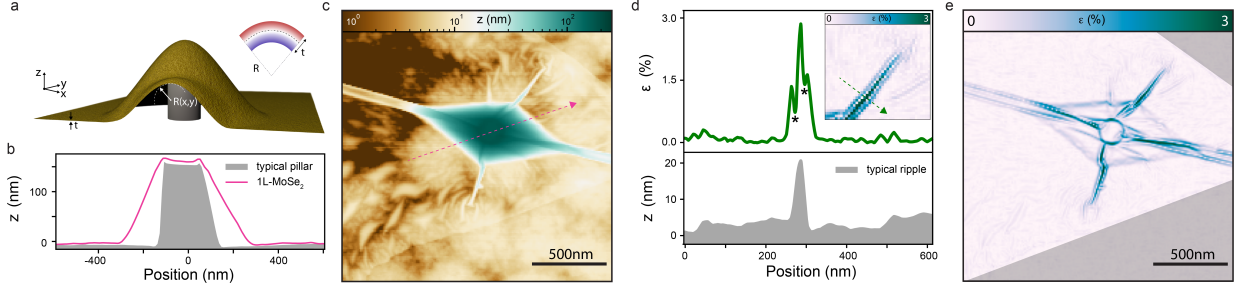 a
z
y
x
t
R(x,y)
R
t
b
z (nm)
100
0
typical pillar
1L-MoSe₂
-400
0
400
Position (nm)
c
10⁰
10¹
z (nm)
10²
500nm
d
ε (%)
3.0
1.5
0.0
0
ε (%)
3
*
*
z (nm)
20
10
0
typical ripple
0
200
400
600
Position (nm)
e
0
ε (%)
3
500nm